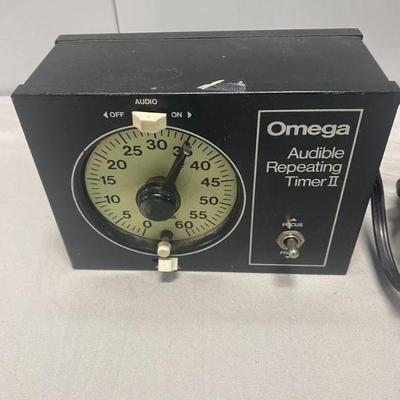 AUDIO
OFF ON
Omega
Audible
Repeating
Timer II
30
25
20
15
10
5
0
60
55
50
45
40
35
FOCUS